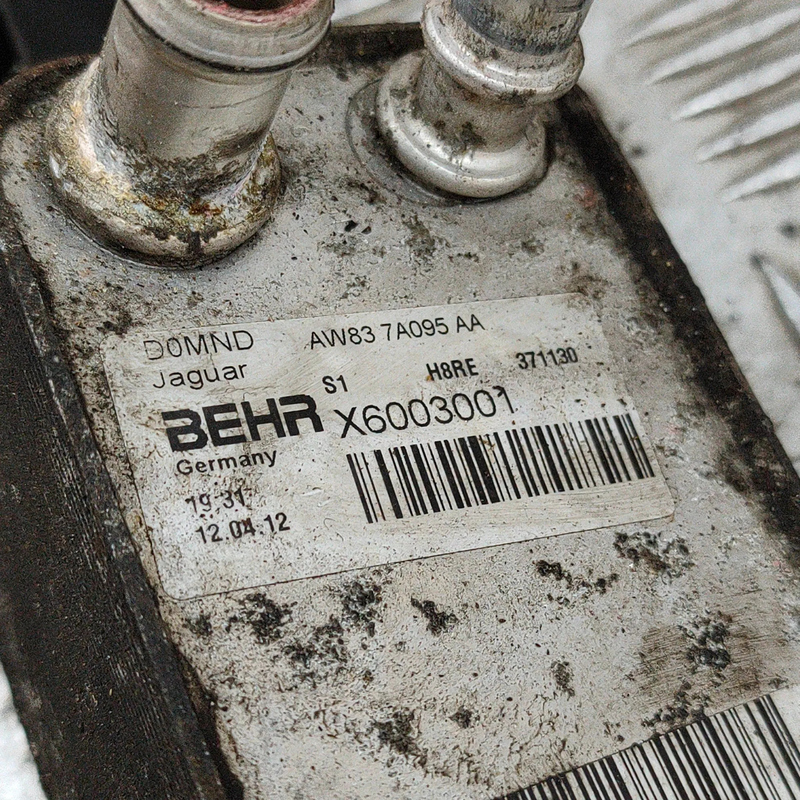 D0MND AW83 7A095 AA
Jaguar S1 H8RE 371130
BEHR X6003001
Germany
19:31
12.04.12